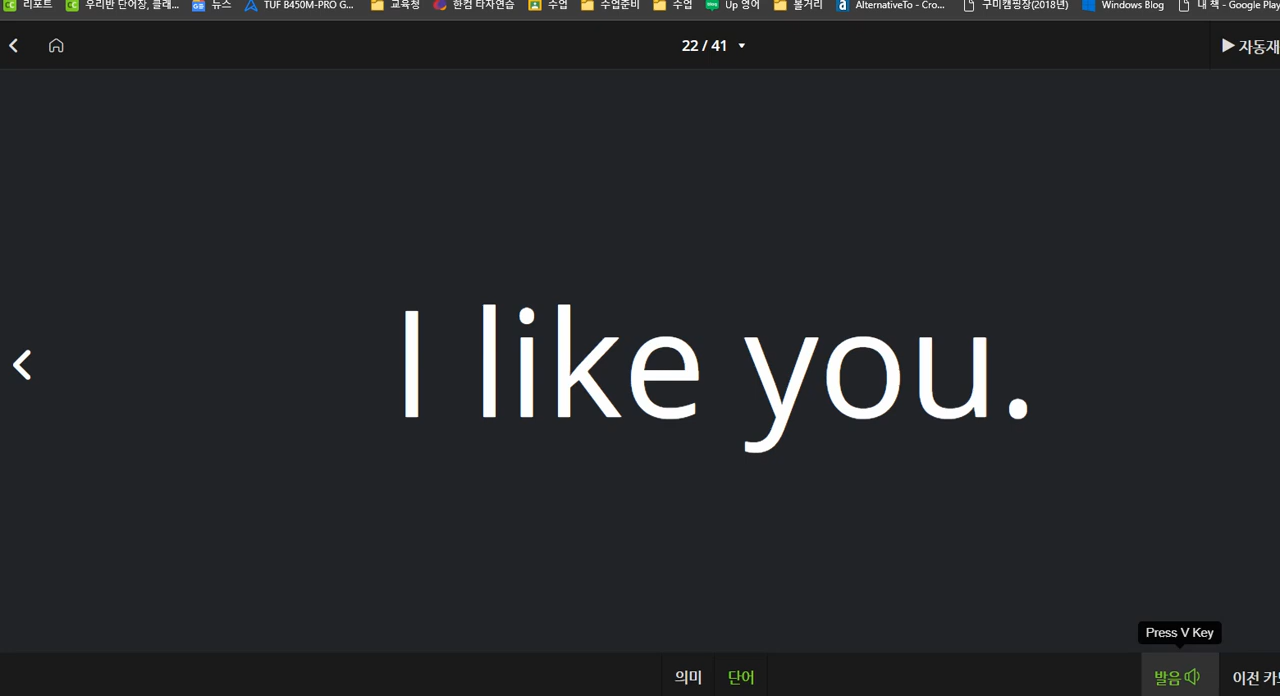 리포트 우리반 단어장, 클래... 뉴스 TUF B450M-PRO G... 교육청 한컴 타자연습 수업 수업준비 수업 Up 영어 볼거리 AlternativeTo - Cro... 구미캠핑장(2018년) Windows Blog 내 책 - Google Play
22 / 41 자동재
I like you.
Press V Key
의미 단어 발음 이전 카드